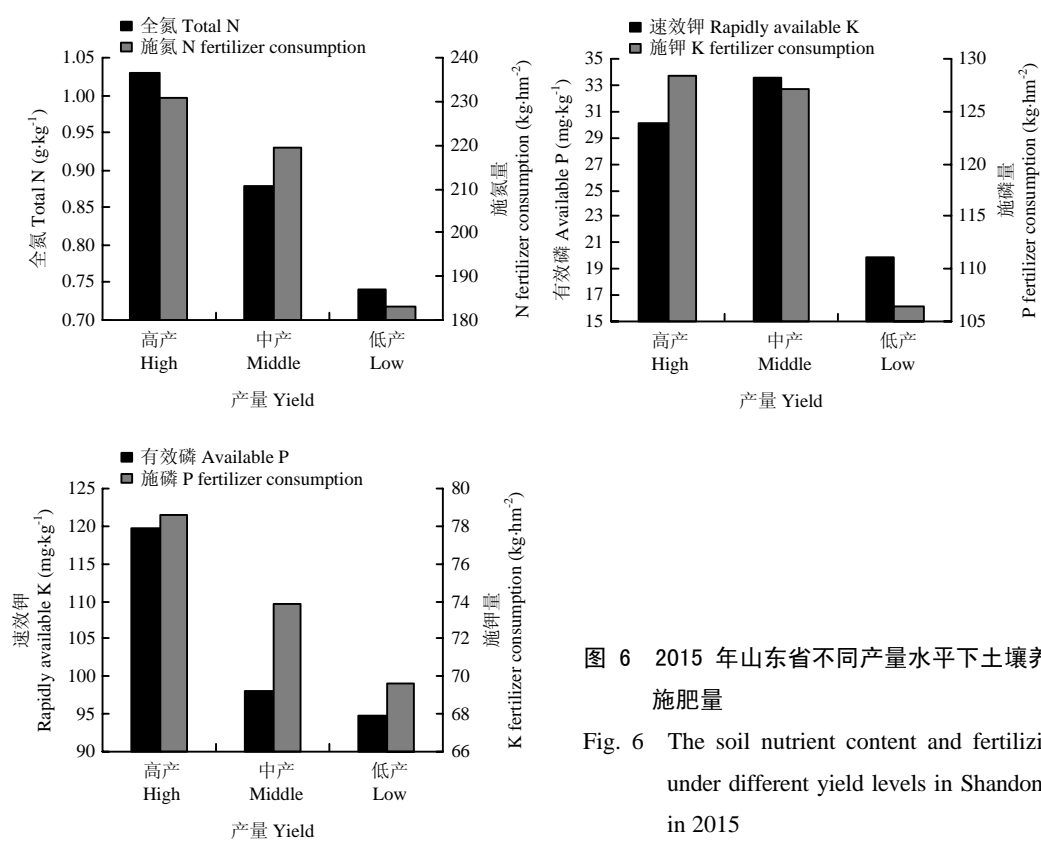 全氮 Total N
施氮 N fertilizer consumption
1.05
1.00
0.95
0.90
0.85
0.80
0.75
0.70
全氮 Total N (g·kg-1)
240
230
220
210
200
190
180
施氮量
N fertilizer consumption (kg·hm-2)
高产 中产 低产
High Middle Low
产量 Yield
速效钾 Rapidly available K
施钾 K fertilizer consumption
35
33
31
29
27
25
23
21
19
17
15
有效磷 Available P (mg·kg-1)
130
125
120
115
110
105
施磷量
P fertilizer consumption (kg·hm-2)
高产 中产 低产
High Middle Low
产量 Yield
有效磷 Available P
施磷 P fertilizer consumption
125
120
115
110
105
100
95
90
速效钾
Rapidly available K (mg·kg-1)
80
78
76
74
72
70
68
66
施钾量
K fertilizer consumption (kg·hm-2)
高产 中产 低产
High Middle Low
产量 Yield
图 6 2015 年山东省不同产量水平下土壤
施肥量
Fig. 6 The soil nutrient content and fertilizi
under different yield levels in Shandon
in 2015